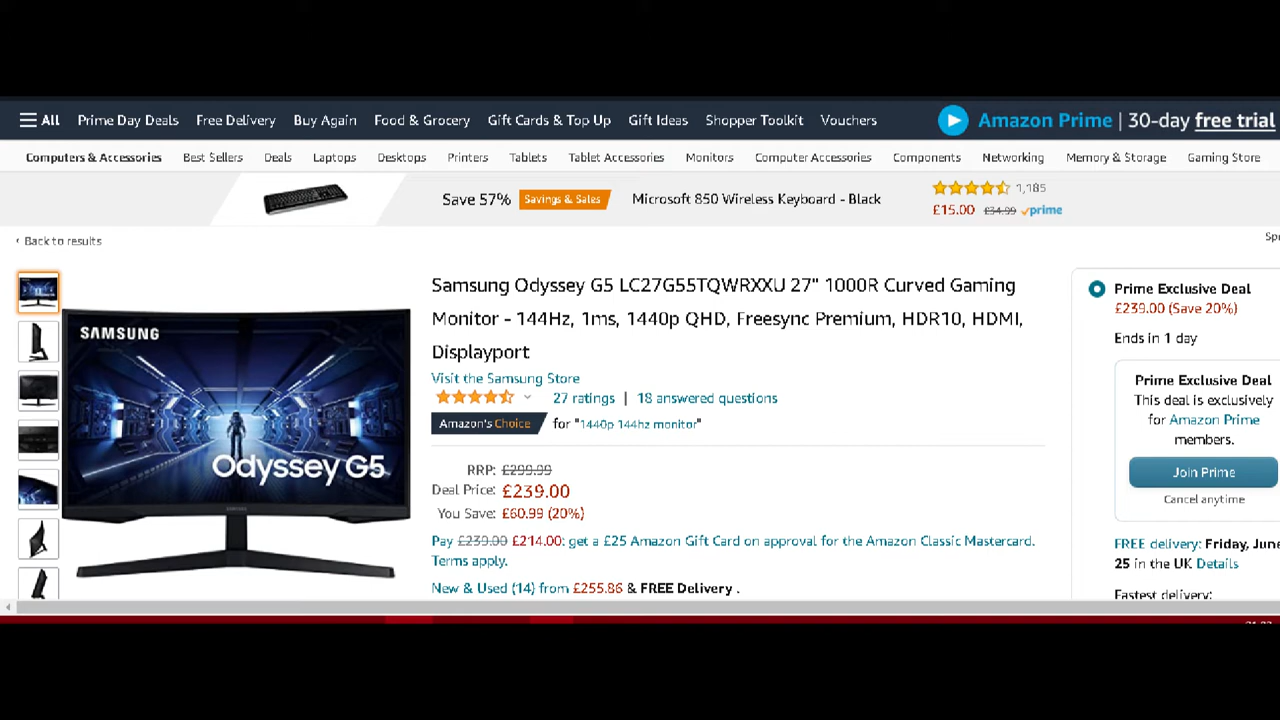 All Prime Day Deals Free Delivery Buy Again Food & Grocery Gift Cards & Top Up Gift Ideas Shopper Toolkit Vouchers Amazon Prime | 30-day free trial
Computers & Accessories Best Sellers Deals Laptops Desktops Printers Tablets Tablet Accessories Monitors Computer Accessories Components Networking Memory & Storage Gaming Store
Save 57% Savings & Sales Microsoft 850 Wireless Keyboard - Black 1,185
£15.00 £34.99 prime
‹ Back to results
Spo
SAMSUNG
Odyssey G5
Samsung Odyssey G5 LC27G55TQWRXXU 27" 1000R Curved Gaming
Monitor - 144Hz, 1ms, 1440p QHD, Freesync Premium, HDR10, HDMI,
Displayport
Visit the Samsung Store
27 ratings | 18 answered questions
Amazon's Choice for "1440p 144hz monitor"
RRP: £299.99
Deal Price: £239.00
You Save: £60.99 (20%)
Pay £239.00 £214.00: get a £25 Amazon Gift Card on approval for the Amazon Classic Mastercard.
Terms apply.
New & Used (14) from £255.86 & FREE Delivery .
Prime Exclusive Deal
£239.00 (Save 20%)
Ends in 1 day
Prime Exclusive Deal
This deal is exclusively
for Amazon Prime
members.
Join Prime
Cancel anytime
FREE delivery: Friday, June
25 in the UK Details
Fastest delivery: